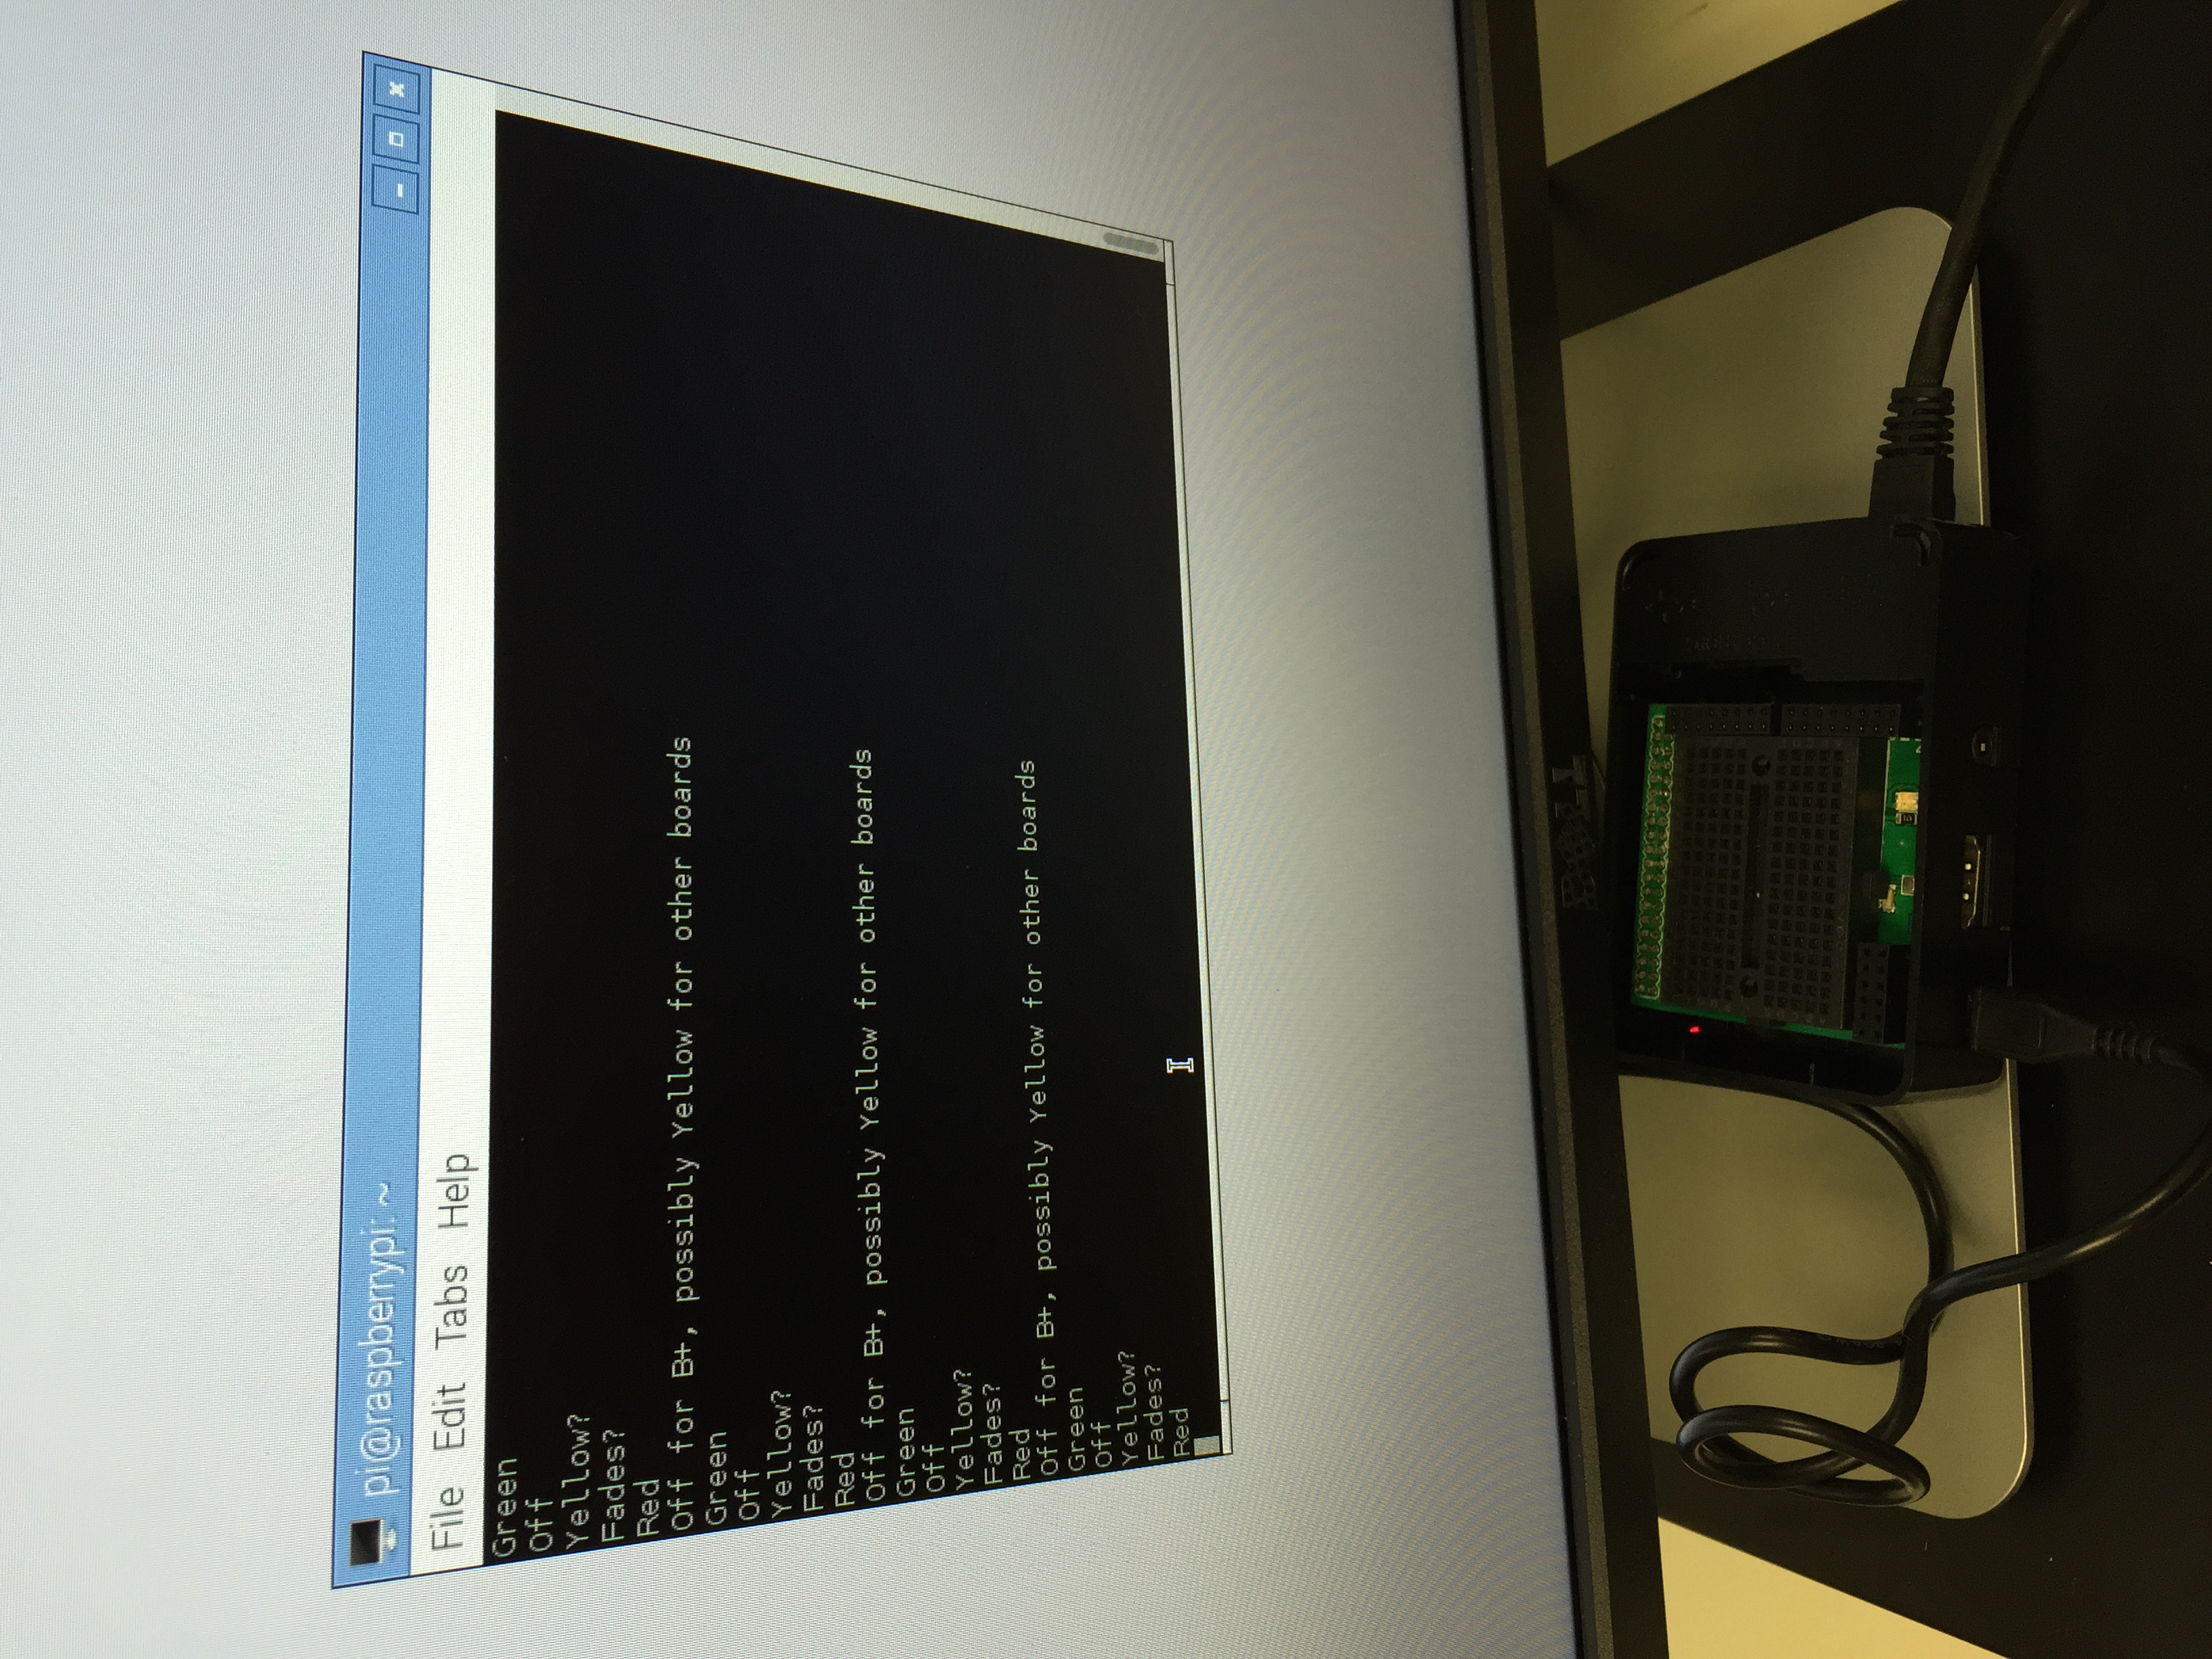 pi@raspberrypi: ~
File Edit Tabs Help
Green
Off
Yellow?
Fades?
Red
Off for B+, possibly Yellow for other boards
Green
Off
Yellow?
Fades?
Red
Off for B+, possibly Yellow for other boards
Green
Off
Yellow?
Fades?
Red
Off for B+, possibly Yellow for other boards
Green
Off
Yellow?
Fades?
Red
DELL